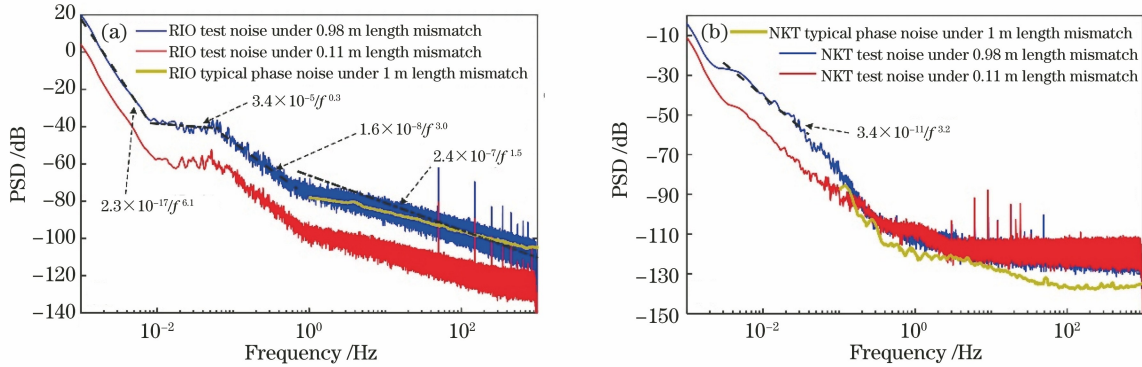 (a)
RIO test noise under 0.98 m length mismatch
RIO test noise under 0.11 m length mismatch
RIO typical phase noise under 1 m length mismatch
3.4×10⁻⁵/f^0.3
1.6×10⁻⁸/f^3.0
2.4×10⁻⁷/f^1.5
2.3×10⁻¹⁷/f^6.1
PSD /dB
20
0
−20
−40
−60
−80
−100
−120
−140
10⁻² 10⁰ 10²
Frequency /Hz
(b)
NKT typical phase noise under 1 m length mismatch
NKT test noise under 0.98 m length mismatch
NKT test noise under 0.11 m length mismatch
3.4×10⁻¹¹/f^3.2
PSD /dB
−10
−30
−50
−70
−90
−110
−130
−150
10⁻² 10⁰ 10²
Frequency /Hz